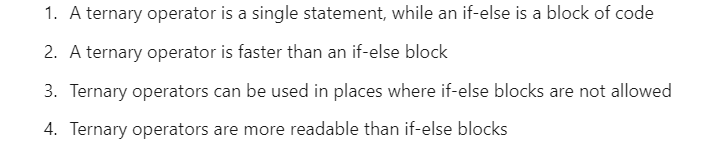 1. A ternary operator is a single statement, while an if-else is a block of code
2. A ternary operator is faster than an if-else block
3. Ternary operators can be used in places where if-else blocks are not allowed
4. Ternary operators are more readable than if-else blocks